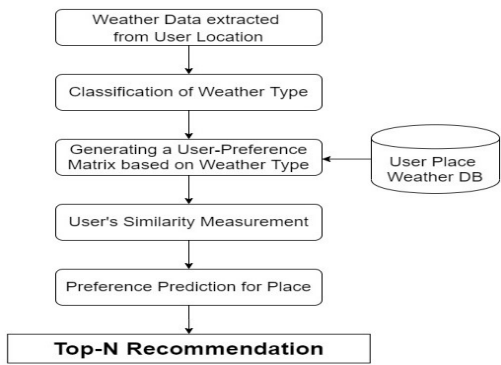 Weather Data extracted
from User Location
Classification of Weather Type
Generating a User-Preference
Matrix based on Weather Type
User Place
Weather DB
User's Similarity Measurement
Preference Prediction for Place
Top-N Recommendation